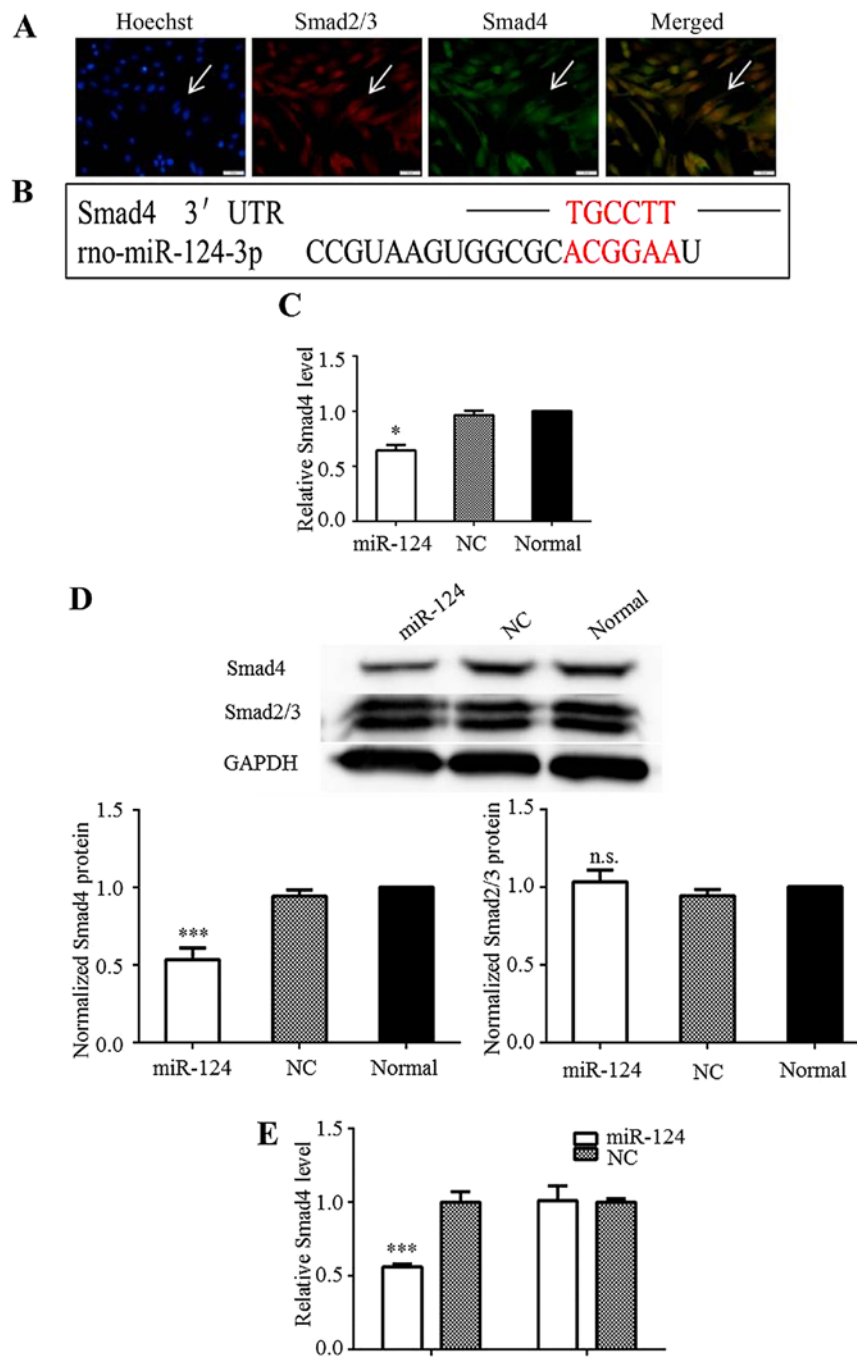 A
Hoechst Smad2/3 Smad4 Merged
B
Smad4 3′ UTR TGCCTT
rno-miR-124-3p CCGUAAGUGGCGCACGGAAU
C
Relative Smad4 level
1.5
1.0
0.5
0.0
*
miR-124 NC Normal
D
miR-124 NC Normal
Smad4
Smad2/3
GAPDH
Normalized Smad4 protein
1.5
1.0
0.5
0.0
***
miR-124 NC Normal
Normalized Smad2/3 protein
1.5
1.0
0.5
0.0
n.s.
miR-124 NC Normal
E
Relative Smad4 level
1.5
1.0
0.5
0.0
***
miR-124
NC